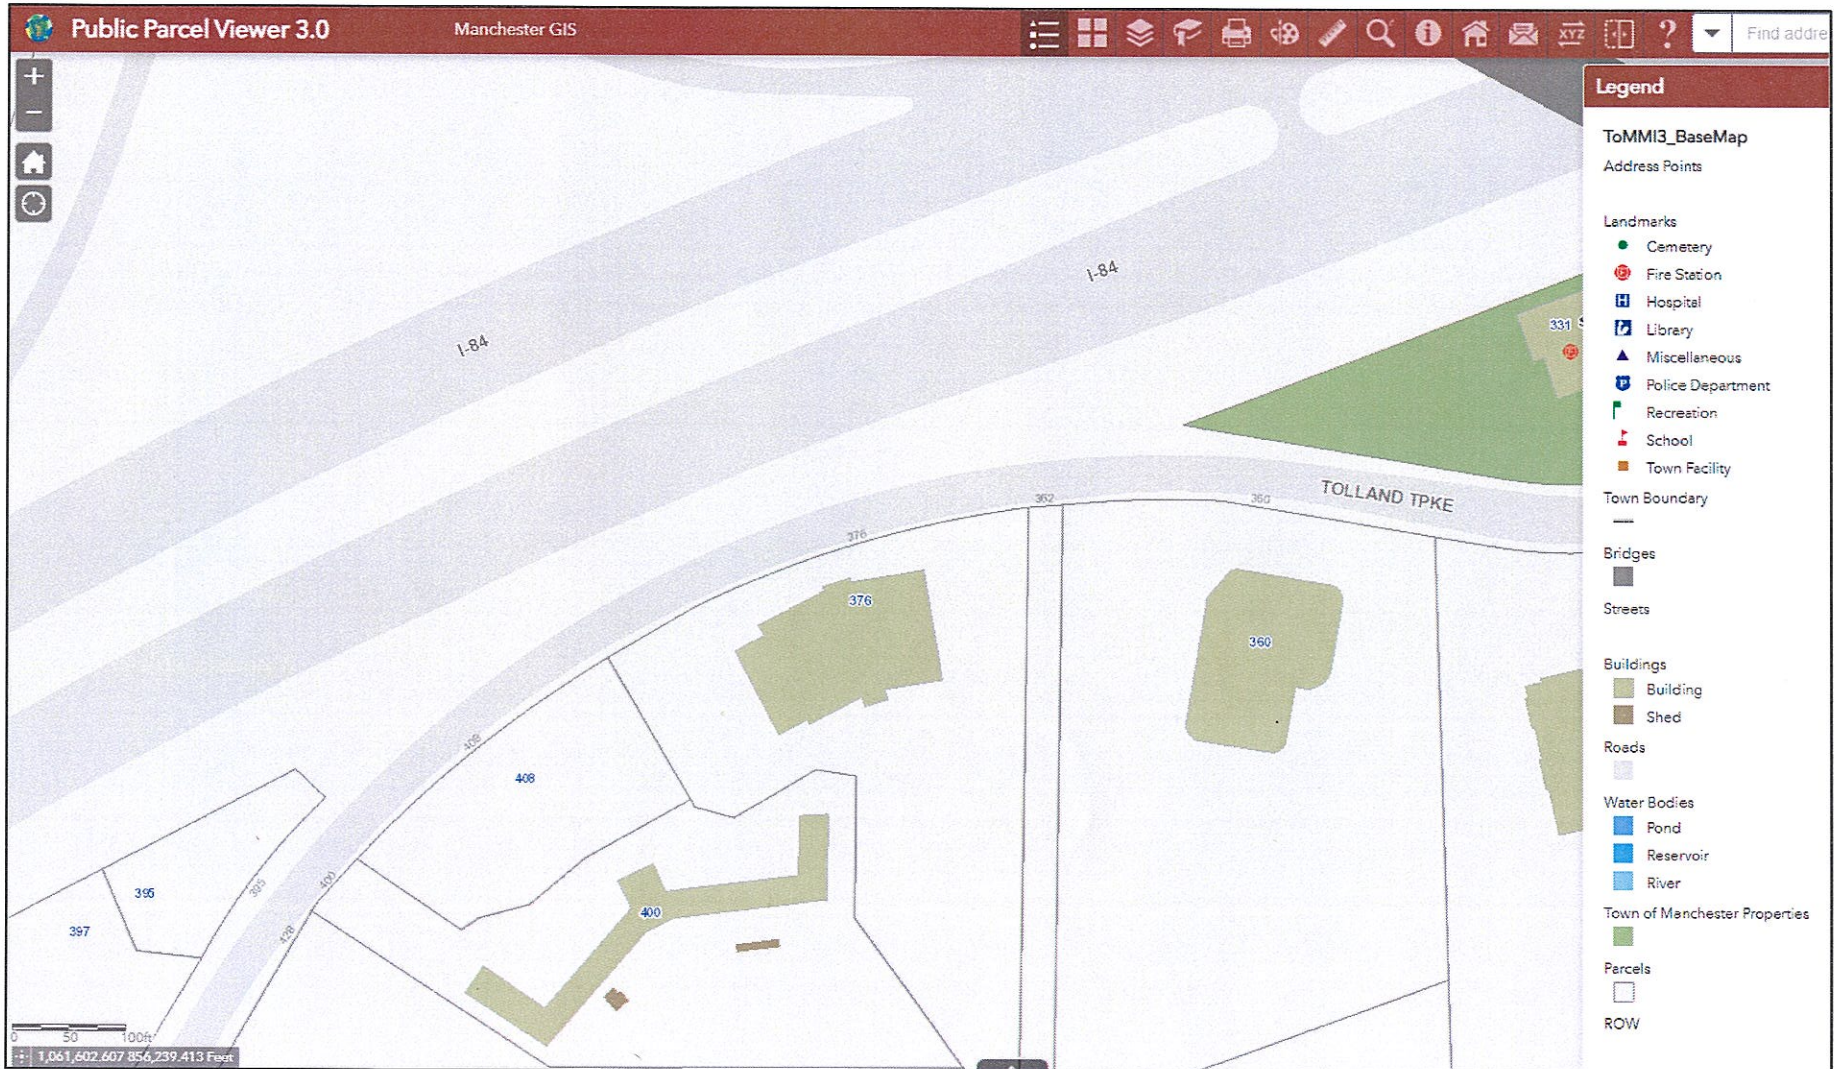 Public Parcel Viewer 3.0
Manchester GIS
XYZ
?
Find addre
+
−
Legend
ToMMI3_BaseMap
Address Points
Landmarks
Cemetery
Fire Station
Hospital
Library
Miscellaneous
Police Department
Recreation
School
Town Facility
Town Boundary
Bridges
Streets
Buildings
Building
Shed
Roads
Water Bodies
Pond
Reservoir
River
Town of Manchester Properties
Parcels
ROW
I-84
I-84
331
TOLLAND TPKE
362
360
376
376
360
408
408
395
395
400
400
397
428
0 50 100ft
1,061,602.607 856,239.413 Feet